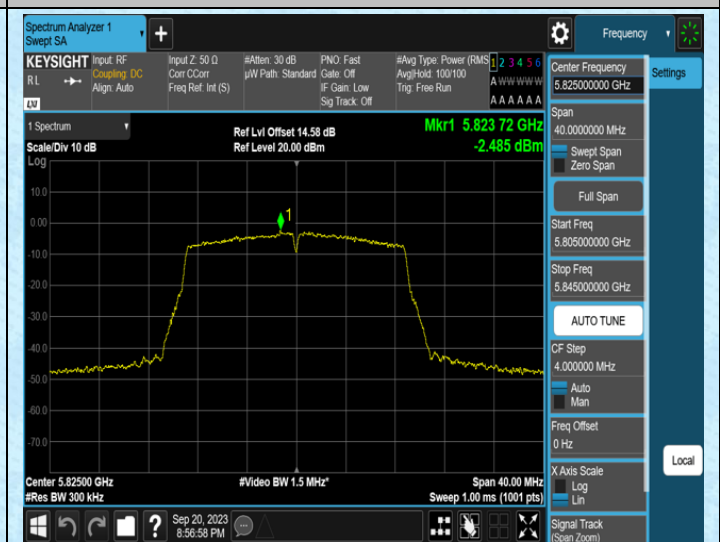 Spectrum Analyzer 1
Swept SA
+
Frequency
KEYSIGHT
RL
LXI
Input: RF
Coupling: DC
Align: Auto
Input Z: 50 Ω
Corr CCorr
Freq Ref: Int (S)
#Atten: 30 dB
µW Path: Standard
PNO: Fast
Gate: Off
IF Gain: Low
Sig Track: Off
#Avg Type: Power (RMS
Avg|Hold: 100/100
Trig: Free Run
1 2 3 4 5 6
A W W W W W
A A A A A A
Center Frequency
5.825000000 GHz
Settings
Span
40.0000000 MHz
Swept Span
Zero Span
Full Span
Start Freq
5.805000000 GHz
Stop Freq
5.845000000 GHz
AUTO TUNE
CF Step
4.000000 MHz
Auto
Man
Freq Offset
0 Hz
X Axis Scale
Log
Lin
Signal Track
(Span Zoom)
Local
1 Spectrum
Scale/Div 10 dB
Log
Ref Lvl Offset 14.58 dB
Ref Level 20.00 dBm
Mkr1 5.823 72 GHz
-2.485 dBm
1
10.0
0.00
-10.0
-20.0
-30.0
-40.0
-50.0
-60.0
-70.0
Center 5.82500 GHz
#Res BW 300 kHz
#Video BW 1.5 MHz*
Span 40.00 MHz
Sweep 1.00 ms (1001 pts)
?
Sep 20, 2023
8:56:58 PM